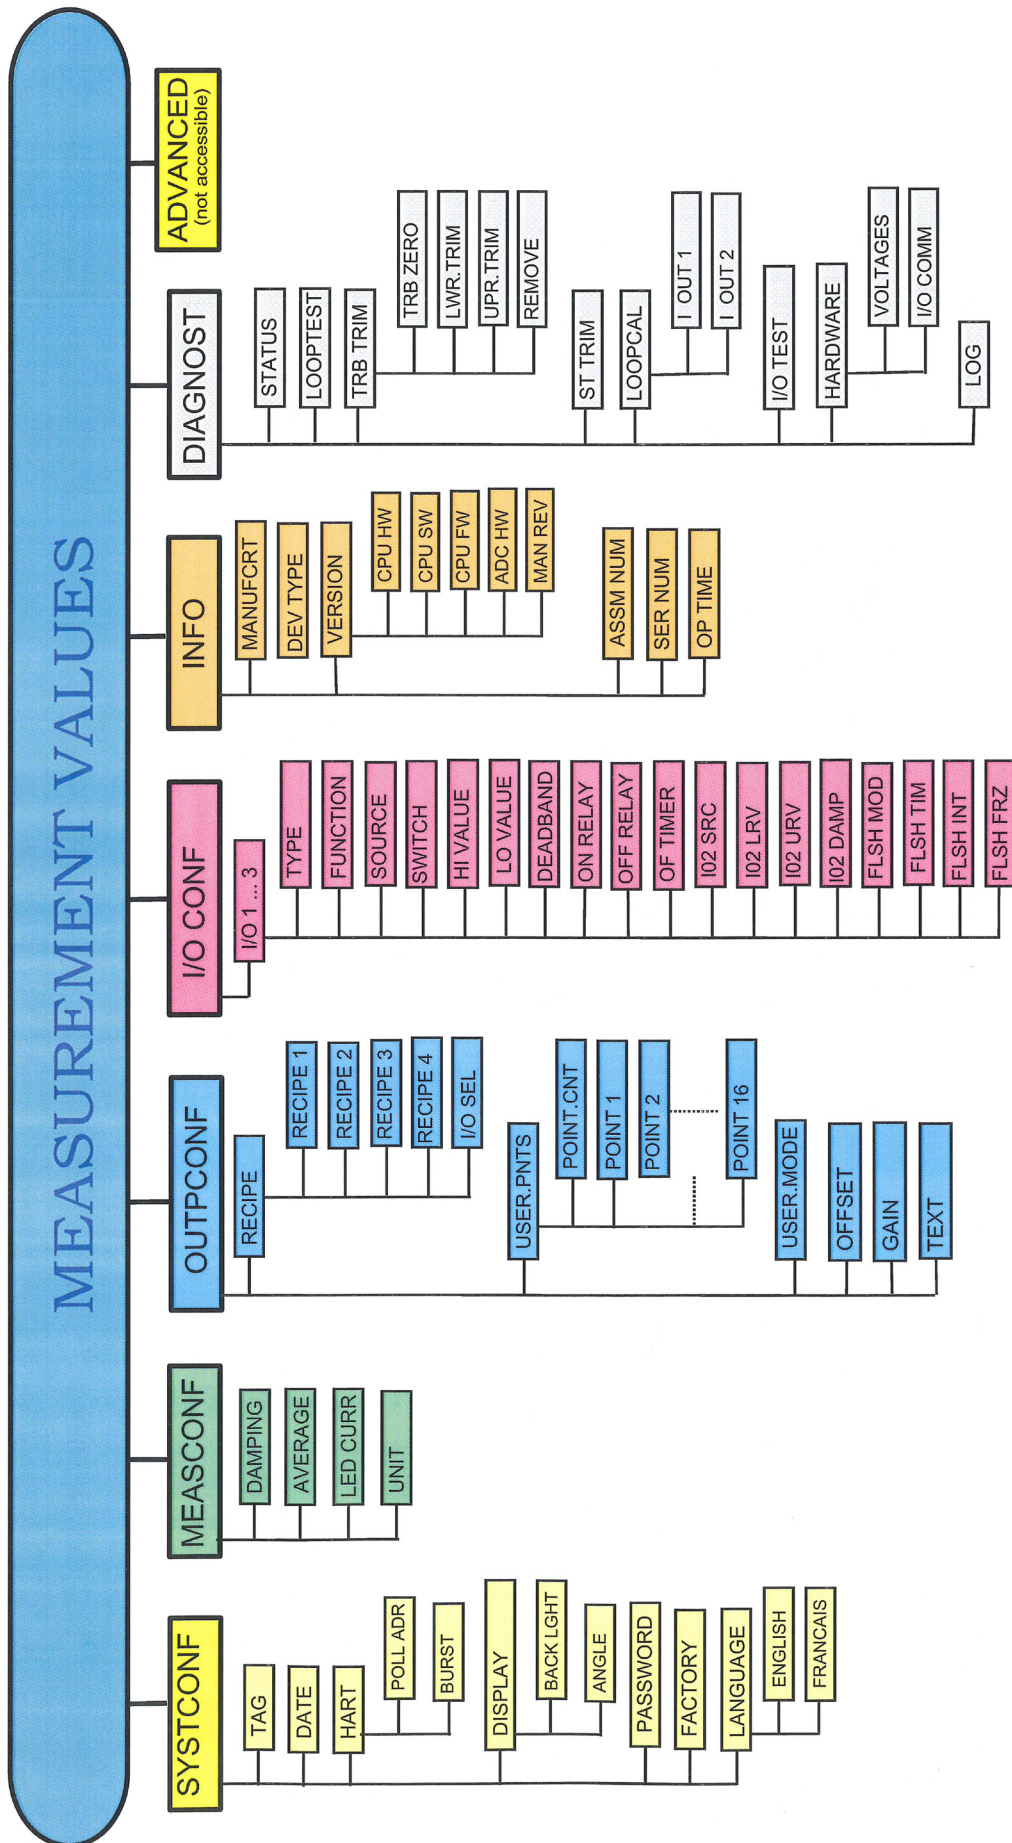 MEASUREMENT VALUES
SYSTCONF
TAG
DATE
HART
POLL ADR
BURST
DISPLAY
BACK LGHT
ANGLE
PASSWORD
FACTORY
LANGUAGE
ENGLISH
FRANCAIS
MEASCONF
DAMPING
AVERAGE
LED CURR
UNIT
OUTPCONF
RECIPE
RECIPE 1
RECIPE 2
RECIPE 3
RECIPE 4
I/O SEL
USER.PNTS
POINT.CNT
POINT 1
POINT 2
POINT 16
USER.MODE
OFFSET
GAIN
TEXT
I/O CONF
I/O 1 ... 3
TYPE
FUNCTION
SOURCE
SWITCH
HI VALUE
LO VALUE
DEADBAND
ON RELAY
OFF RELAY
OF TIMER
I02 SRC
I02 LRV
I02 URV
I02 DAMP
FLSH MOD
FLSH TIM
FLSH INT
FLSH FRZ
INFO
MANUFCRT
DEV TYPE
VERSION
CPU HW
CPU SW
CPU FW
ADC HW
MAN REV
ASSM NUM
SER NUM
OP TIME
DIAGNOST
STATUS
LOOPTEST
TRB TRIM
TRB ZERO
LWR.TRIM
UPR.TRIM
REMOVE
ST TRIM
LOOPCAL
I OUT 1
I OUT 2
I/O TEST
HARDWARE
VOLTAGES
I/O COMM
LOG
ADVANCED
(not accessible)